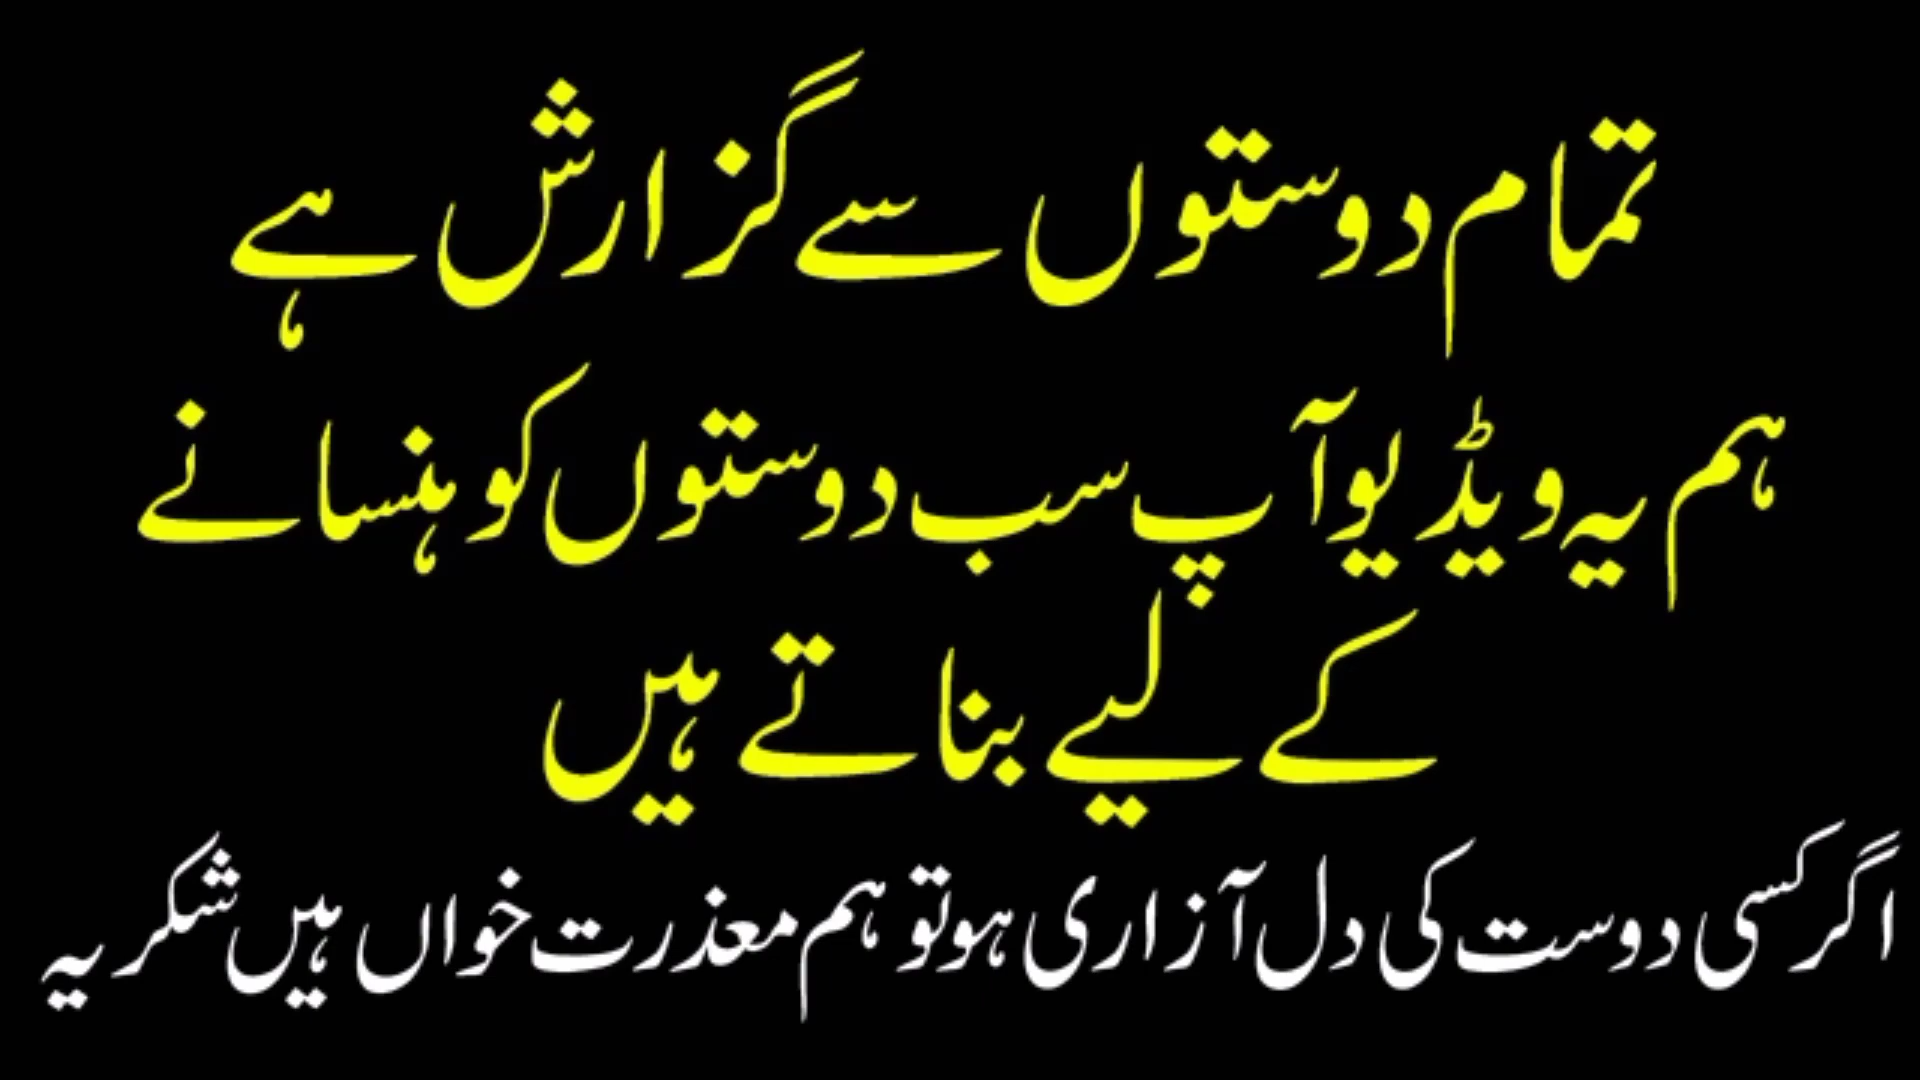 تمام دوستوں سے گزارش ہے
ہم یہ ویڈیو آپ سب دوستوں کو ہنسانے
کے لیے بناتے ہیں
اگر کسی دوست کی دل آزاری ہو تو ہم معذرت خواں ہیں شکریہ